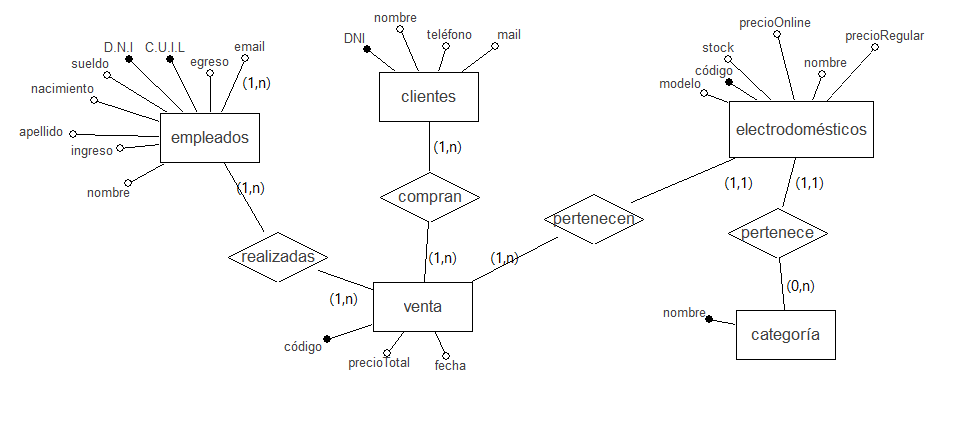 nombre
DNI
teléfono
mail
precioOnline
precioRegular
D.N.I
C.U.I.L
email
stock
sueldo
egreso
nombre
código
nacimiento
(1,n)
modelo
clientes
apellido
empleados
electrodomésticos
ingreso
(1,n)
nombre
(1,n)
(1,1)
(1,1)
compran
pertenecen
pertenece
realizadas
(1,n)
(1,n)
(0,n)
(1,n)
venta
nombre
categoría
código
precioTotal
fecha